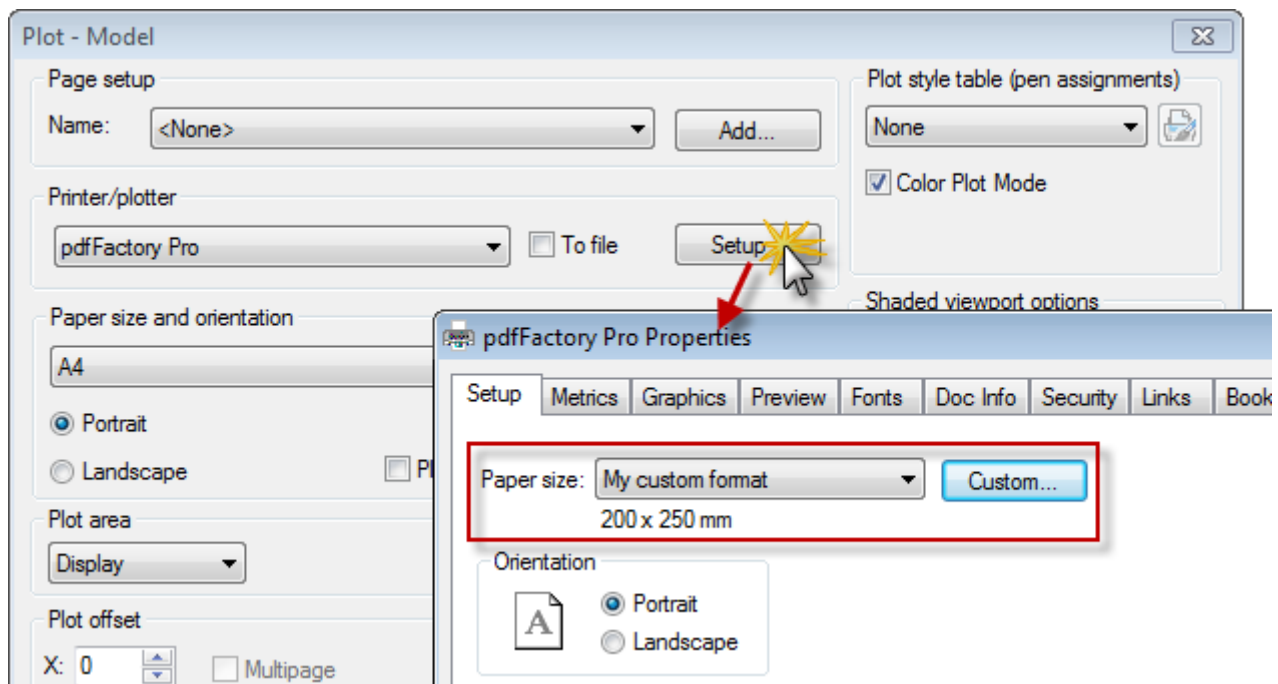 Plot - Model
Page setup
Name: <None> Add...
Plot style table (pen assignments)
None
Color Plot Mode
Printer/plotter
pdfFactory Pro To file Setup
Shaded viewport options
Paper size and orientation
A4
Portrait
Landscape
Plot area
Display
Plot offset
X: 0 Multipage
pdfFactory Pro Properties
Setup Metrics Graphics Preview Fonts Doc Info Security Links Book
Paper size: My custom format Custom...
200 x 250 mm
Orientation
A Portrait
Landscape